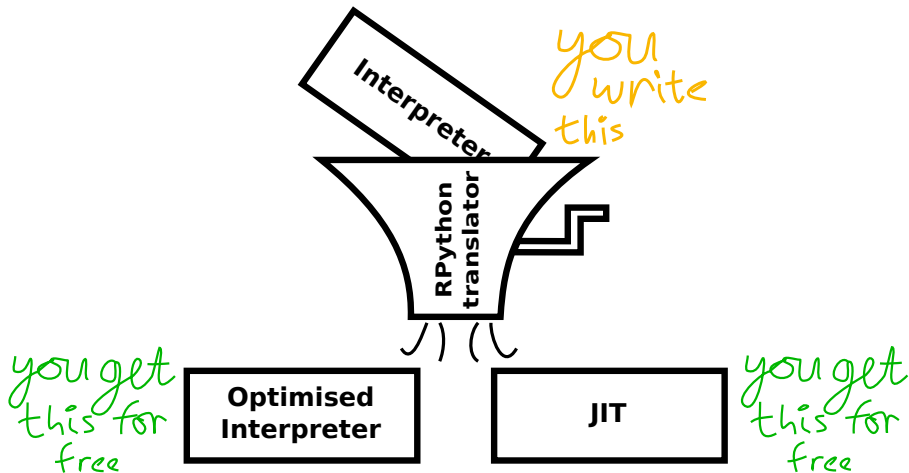 Interpreter
you
write
this
RPython
translator
you get
this for
free
Optimised
Interpreter
JIT
you get
this for
free